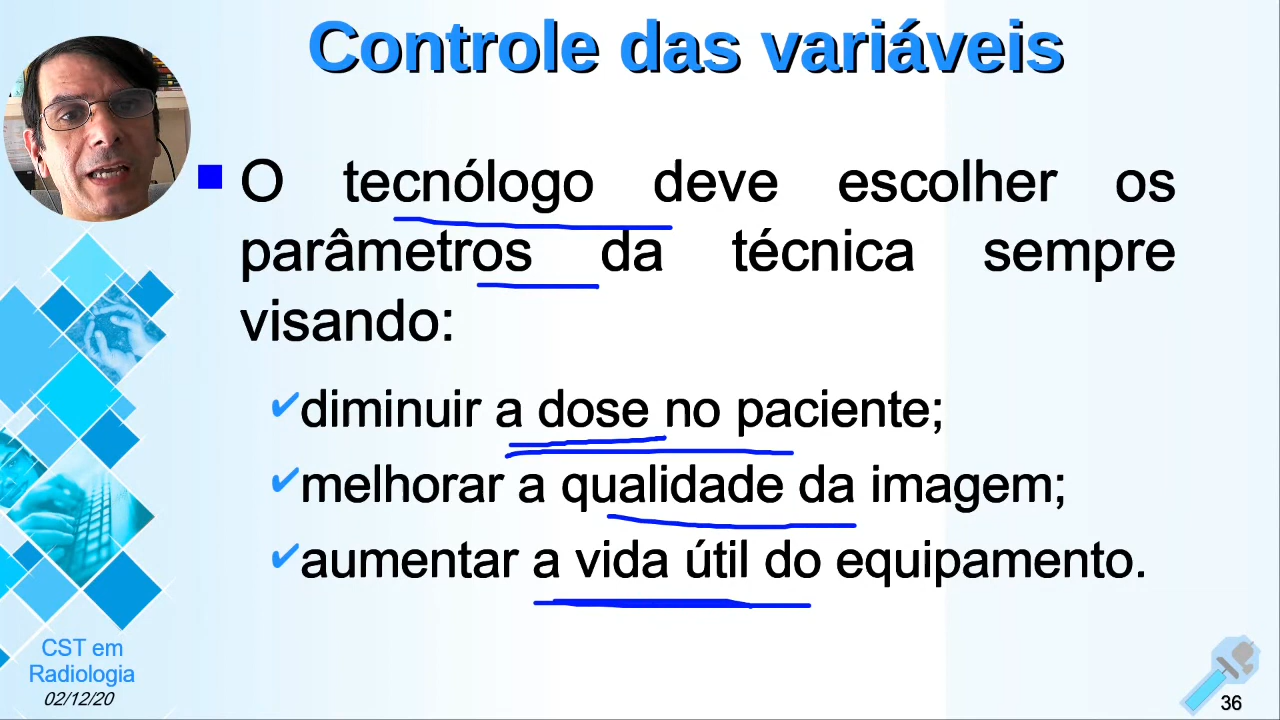 Controle das variáveis
O tecnólogo deve escolher os
parâmetros da técnica sempre
visando:
✔diminuir a dose no paciente;
✔melhorar a qualidade da imagem;
✔aumentar a vida útil do equipamento.
CST em
Radiologia
02/12/20
36